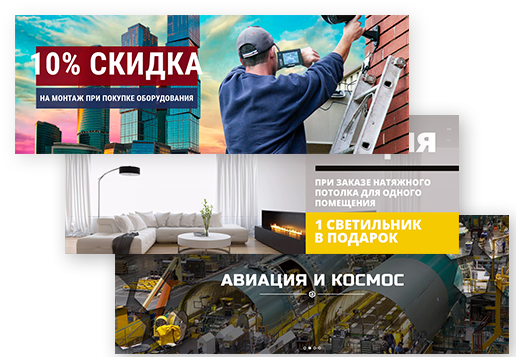 10% СКИДКА
НА МОНТАЖ ПРИ ПОКУПКЕ ОБОРУДОВАНИЯ
ПРИ ЗАКАЗЕ НАТЯЖНОГО
ПОТОЛКА ДЛЯ ОДНОГО
ПОМЕЩЕНИЯ
1 СВЕТИЛЬНИК
В ПОДАРОК
АВИАЦИЯ И КОСМОС